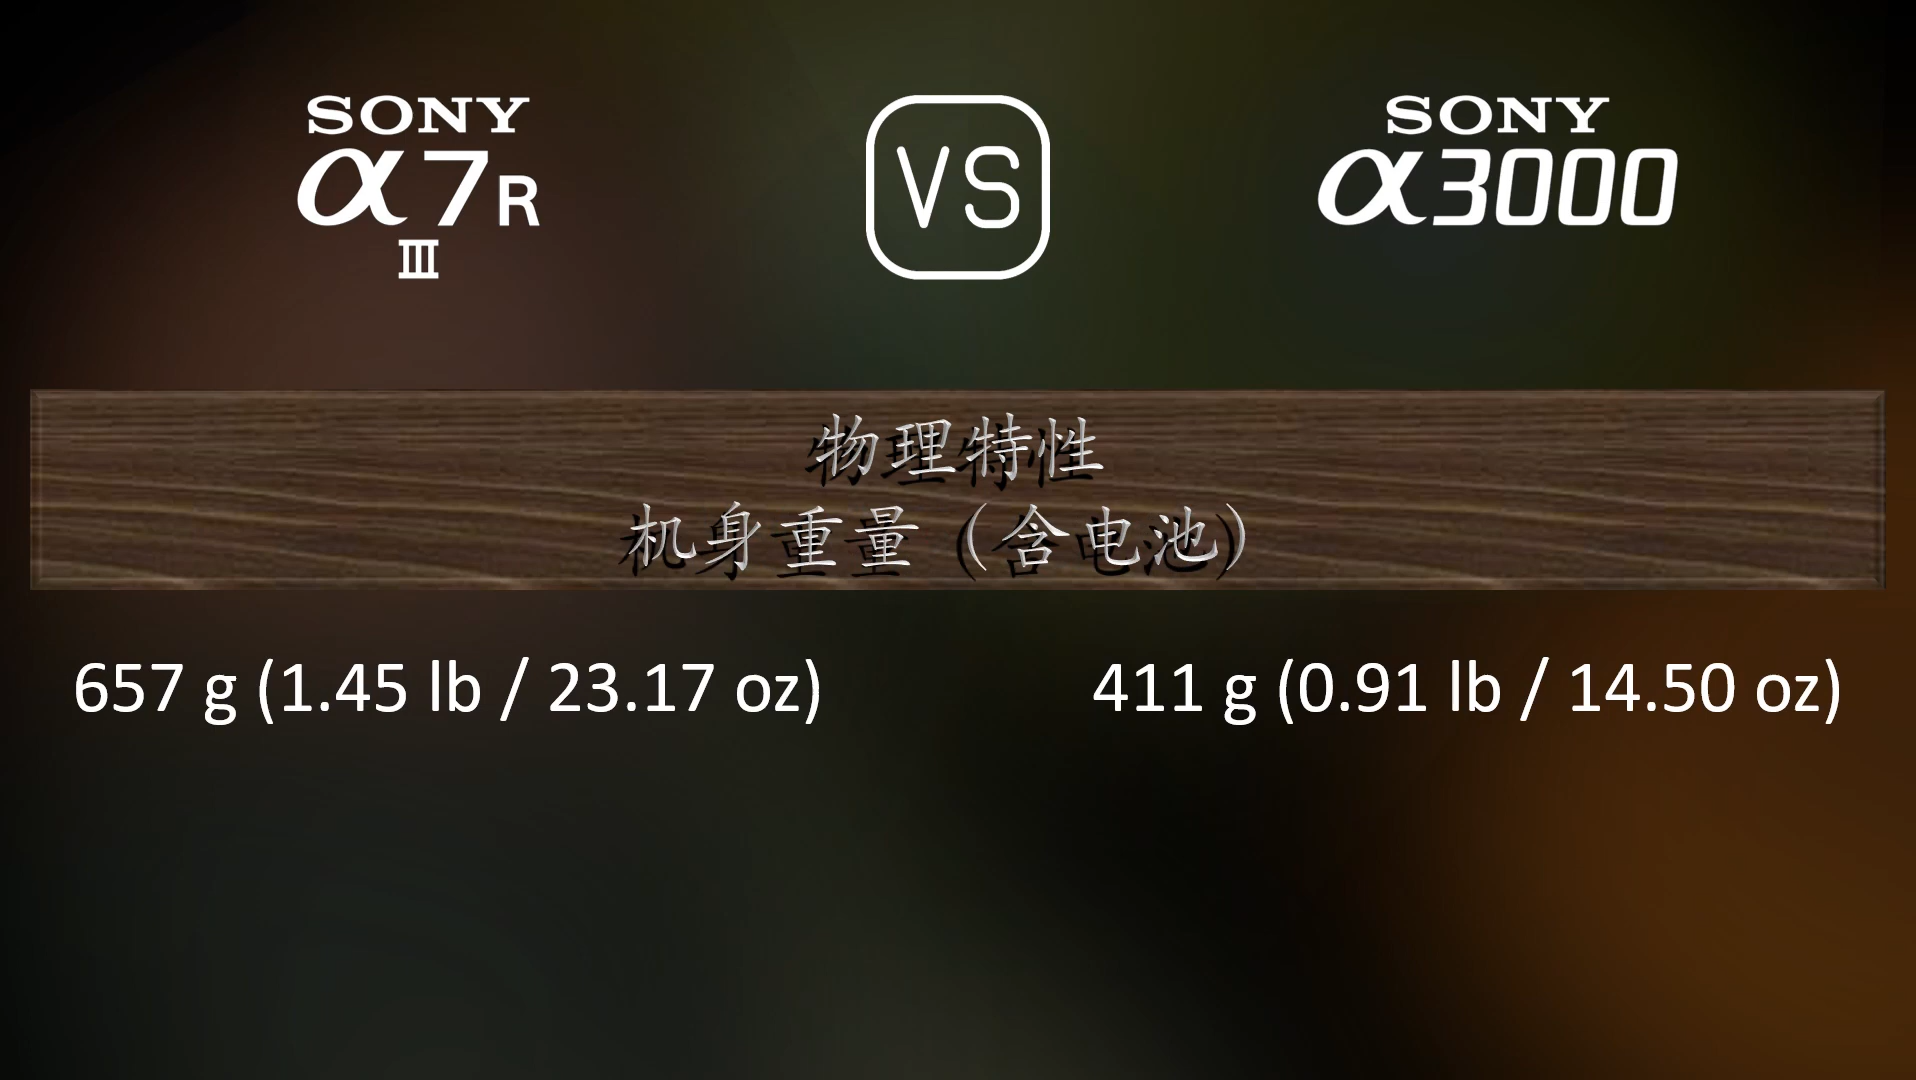 SONY
α7R
III
VS
SONY
α3000
物理特性
机身重量（含电池）
657 g (1.45 lb / 23.17 oz)
411 g (0.91 lb / 14.50 oz)